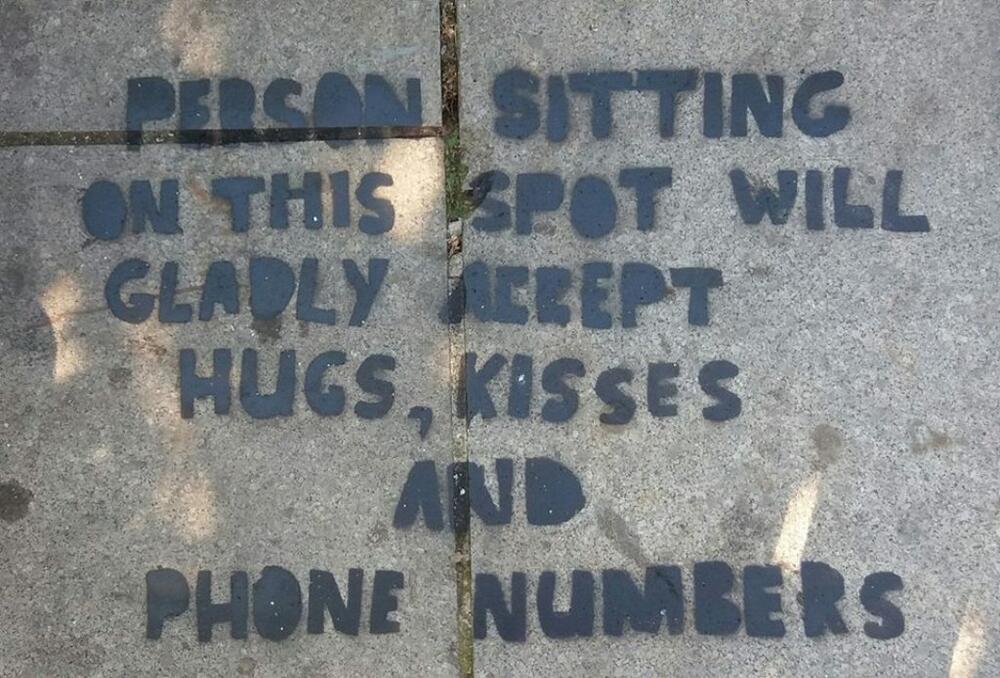 PERSON SITTING
ON THIS SPOT WILL
GLADLY ACCEPT
HUGS, KISSES
AND
PHONE NUMBERS